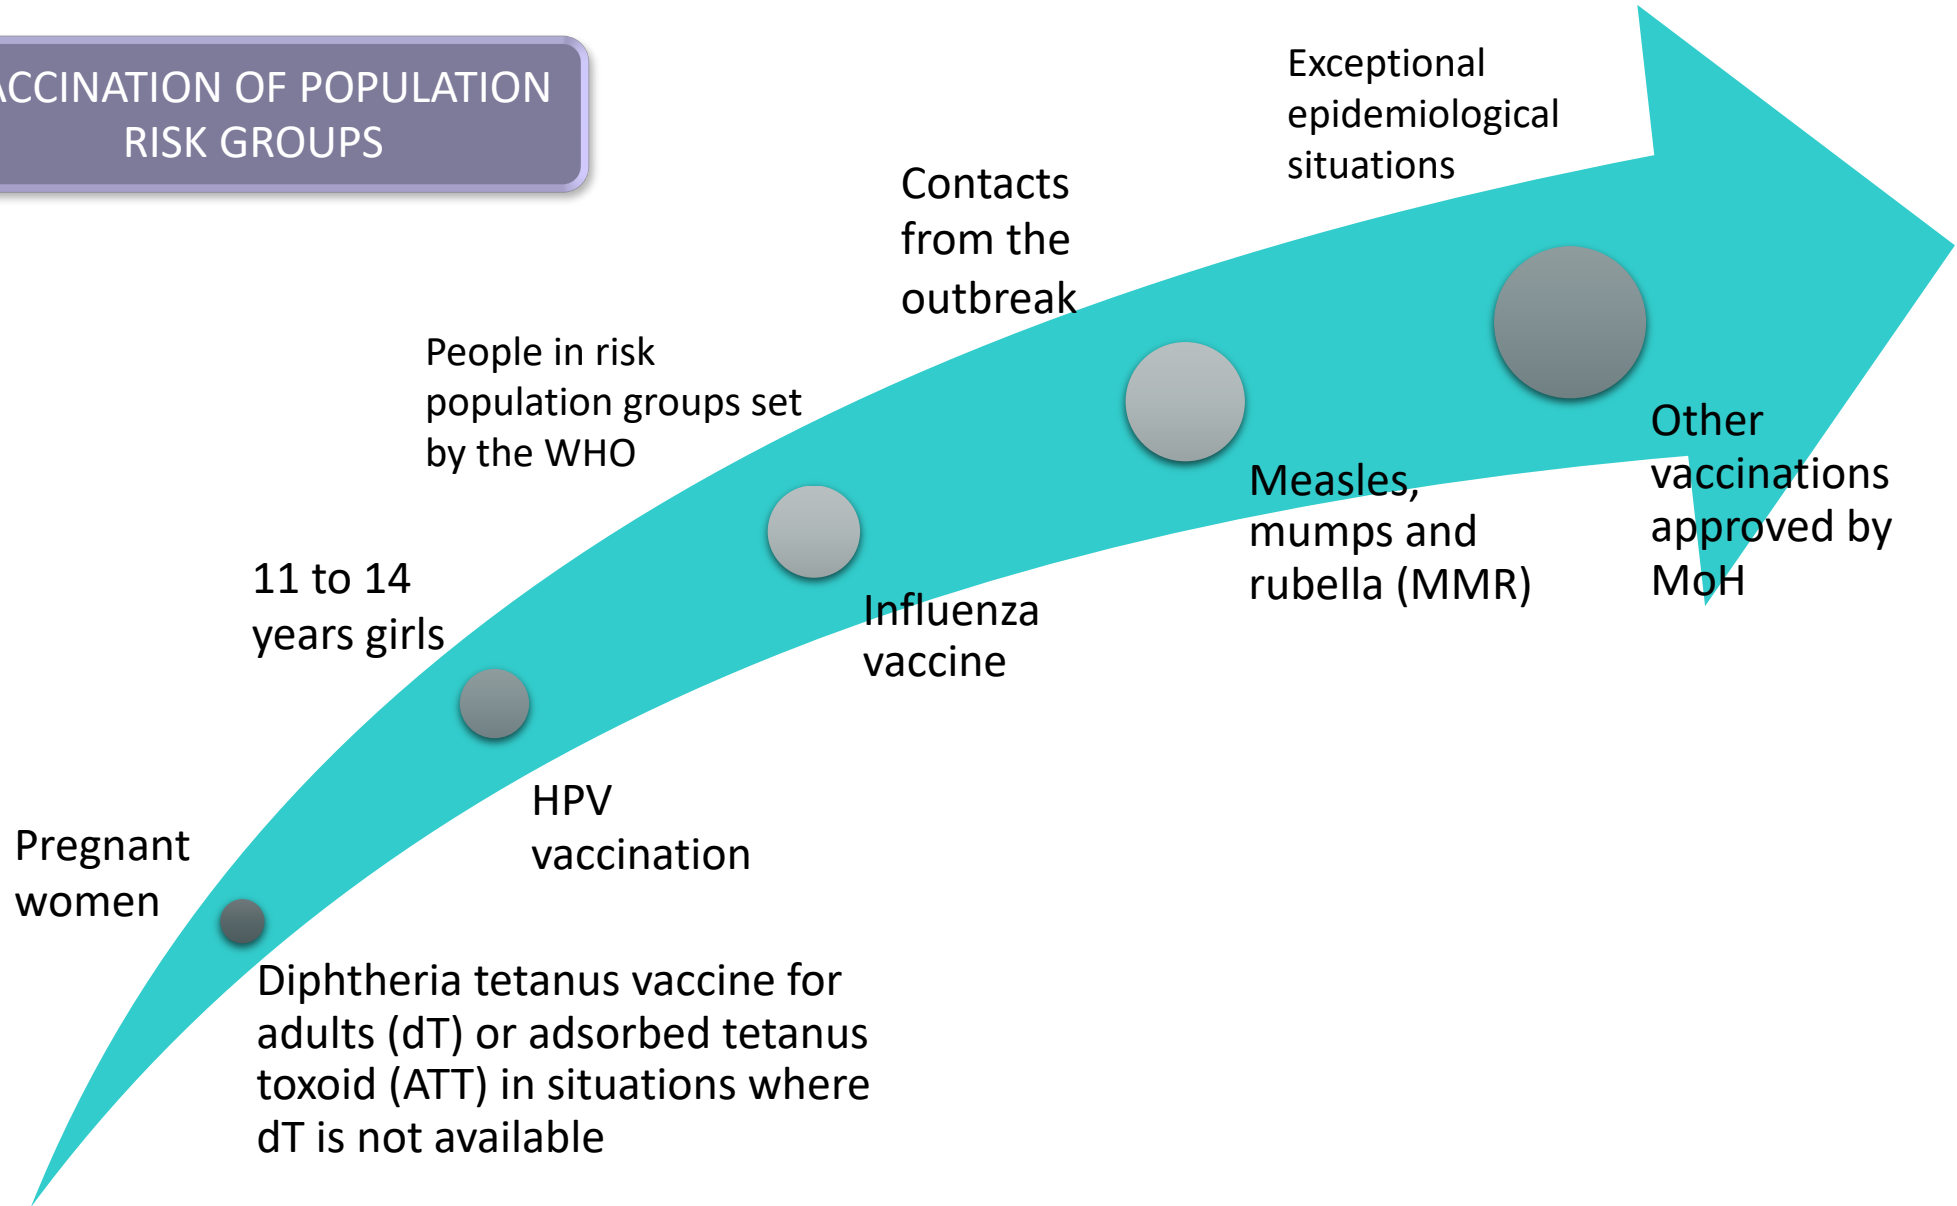 ACCINATION OF POPULATION
RISK GROUPS
Exceptional
epidemiological
situations
Contacts
from the
outbreak
People in risk
population groups set
by the WHO
11 to 14
years girls
Pregnant
women
Other
vaccinations
approved by
MoH
Measles,
mumps and
rubella (MMR)
Influenza
vaccine
HPV
vaccination
Diphtheria tetanus vaccine for
adults (dT) or adsorbed tetanus
toxoid (ATT) in situations where
dT is not available